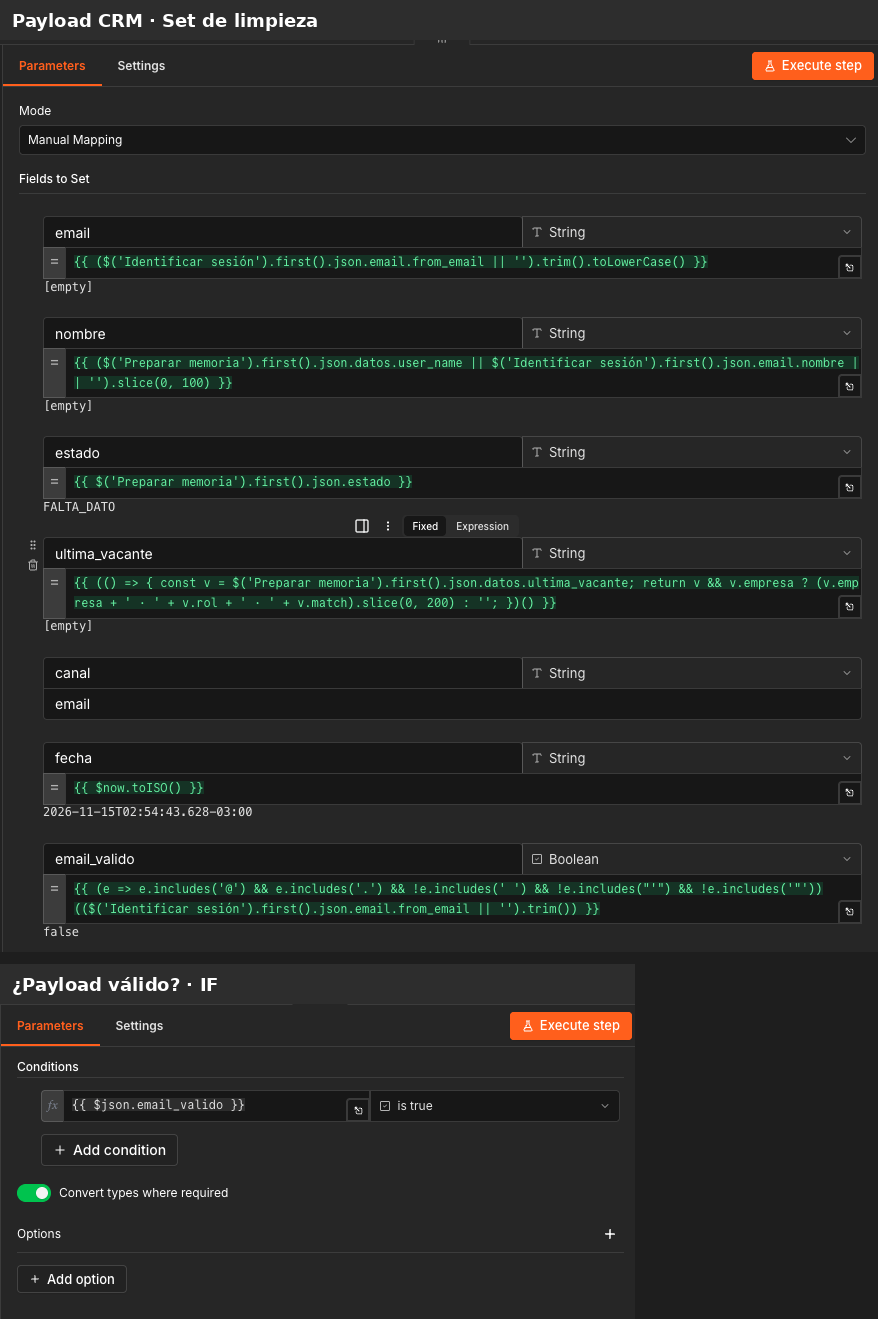 Payload CRM · Set de limpieza
Parameters
Settings
Execute step
Mode
Manual Mapping
Fields to Set
email
String
=
{{ ($('Identificar sesión').first().json.email.from_email || '').trim().toLowerCase() }}
[empty]
nombre
String
=
{{ ($('Preparar memoria').first().json.datos.user_name || $('Identificar sesión').first().json.email.nombre |
| '').slice(0, 100) }}
[empty]
estado
String
=
{{ $('Preparar memoria').first().json.estado }}
FALTA_DATO
Fixed
Expression
ultima_vacante
String
=
{{ (() => { const v = $('Preparar memoria').first().json.datos.ultima_vacante; return v && v.empresa ? (v.emp
resa + ' · ' + v.rol + ' · ' + v.match).slice(0, 200) : ''; })() }}
[empty]
canal
String
email
fecha
String
=
{{ $now.toISO() }}
2026-11-15T02:54:43.628-03:00
email_valido
Boolean
=
{{ (e => e.includes('@') && e.includes('.') && !e.includes(' ') && !e.includes("'") && !e.includes('"'))
(($('Identificar sesión').first().json.email.from_email || '').trim()) }}
false
¿Payload válido? · IF
Parameters
Settings
Execute step
Conditions
fx
{{ $json.email_valido }}
is true
+ Add condition
Convert types where required
Options
+
+ Add option